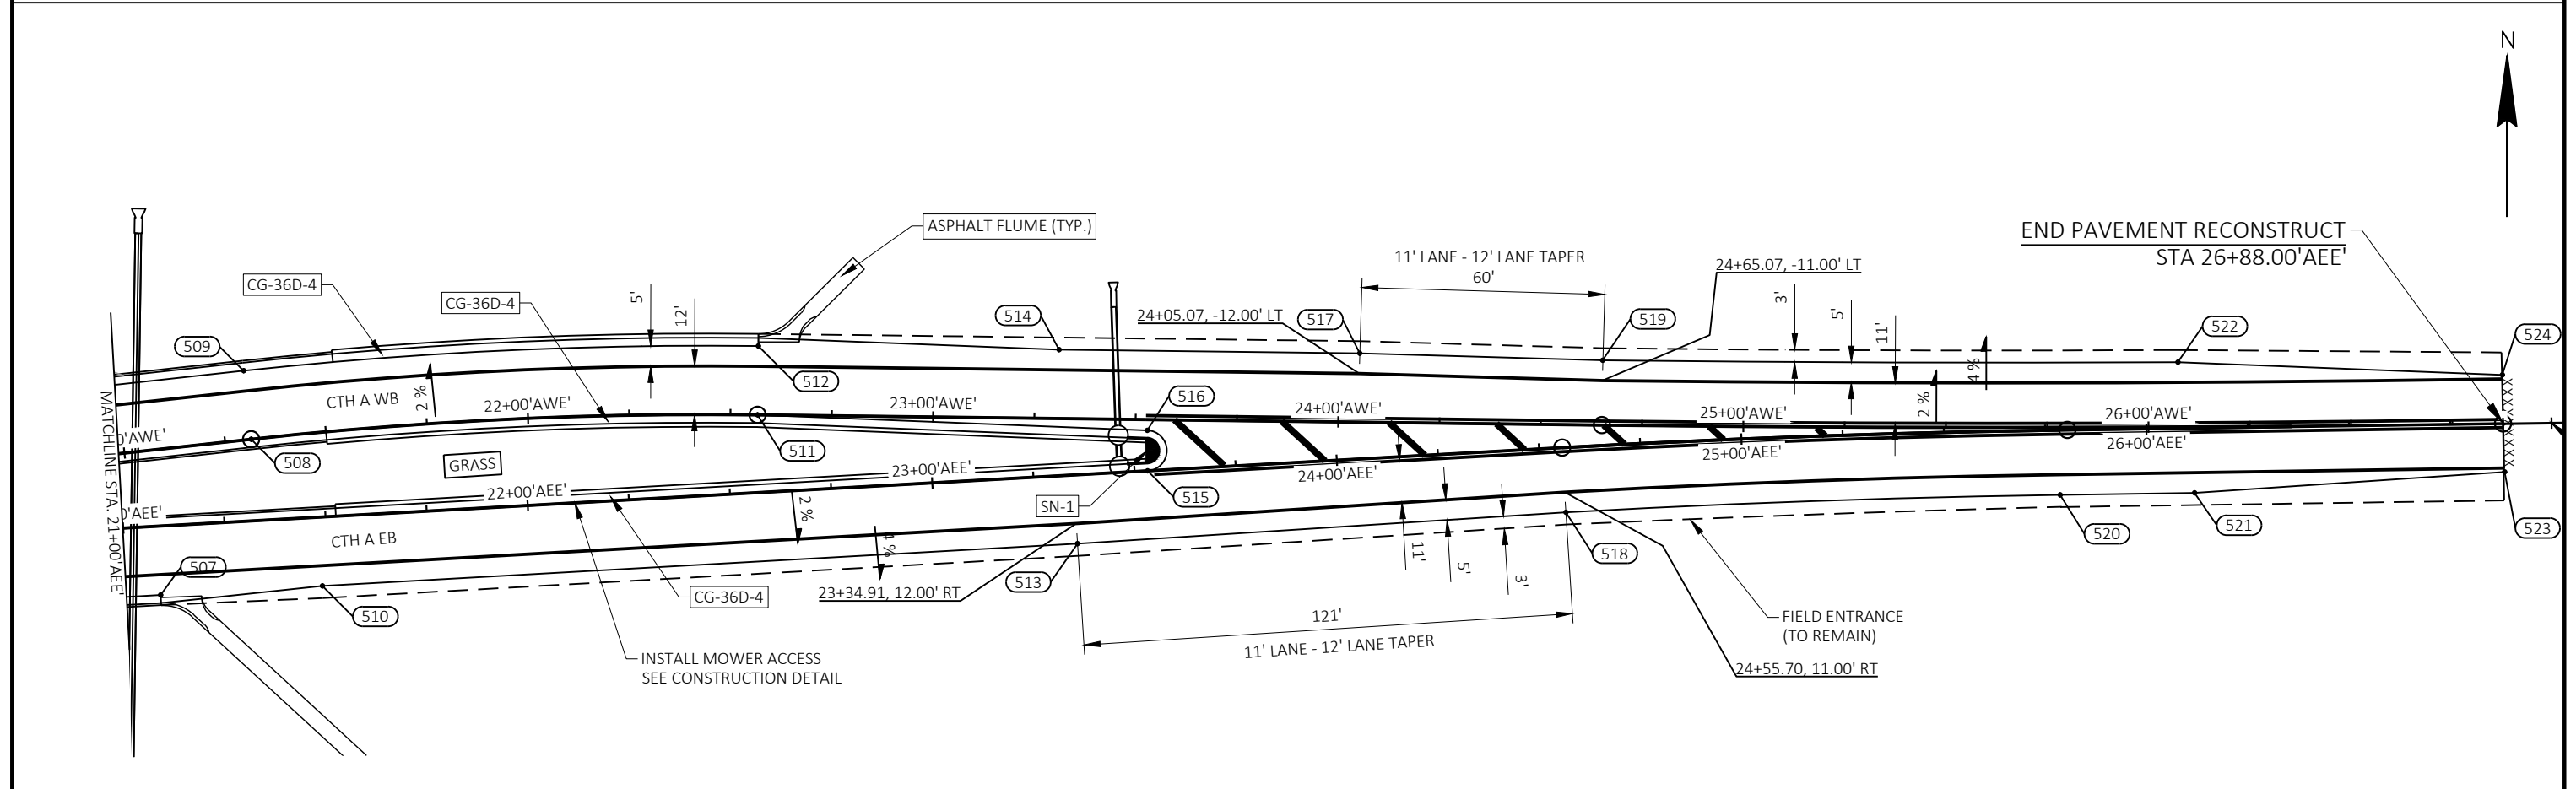 N
ASPHALT FLUME (TYP.)
END PAVEMENT RECONSTRUCT
STA 26+88.00'AEE'
11' LANE - 12' LANE TAPER
60'
24+65.07, -11.00' LT
CG-36D-4
CG-36D-4
5'
12'
24+05.07, -12.00' LT
514
517
519
3'
5'
11'
4 %
522
524
509
512
2 %
2 %
CTH A WB
22+00'AWE'
23+00'AWE'
516
24+00'AWE'
25+00'AWE'
26+00'AWE'
XXXXXXXX
0'AWE'
MATCHLINE STA. 21+00'AEE'
508
511
GRASS
23+00'AEE'
24+00'AEE'
25+00'AEE'
26+00'AEE'
22+00'AEE'
515
SN-1
0'AEE'
CTH A EB
2 %
4 %
507
510
CG-36D-4
23+34.91, 12.00' RT
513
11'
5'
3'
518
520
521
523
121'
11' LANE - 12' LANE TAPER
FIELD ENTRANCE
(TO REMAIN)
INSTALL MOWER ACCESS
SEE CONSTRUCTION DETAIL
24+55.70, 11.00' RT